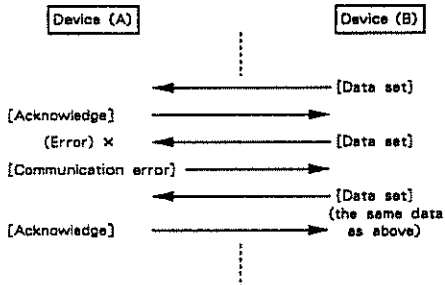 Device (A) Device (B)
[Data set]
[Acknowledge]
(Error) × [Data set]
[Communication error]
[Data set]
(the same data
[Acknowledge] as above)